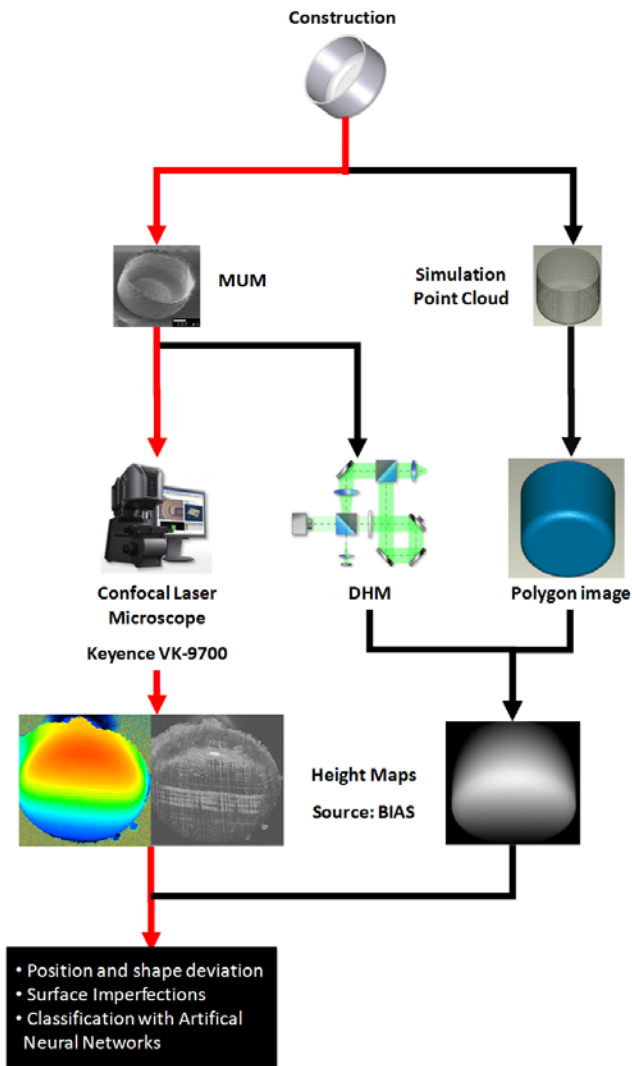 Construction
MUM
Simulation
Point Cloud
Confocal Laser
Microscope
Keyence VK-9700
DHM
Polygon image
Height Maps
Source: BIAS
• Position and shape deviation
• Surface Imperfections
• Classification with Artifical
Neural Networks